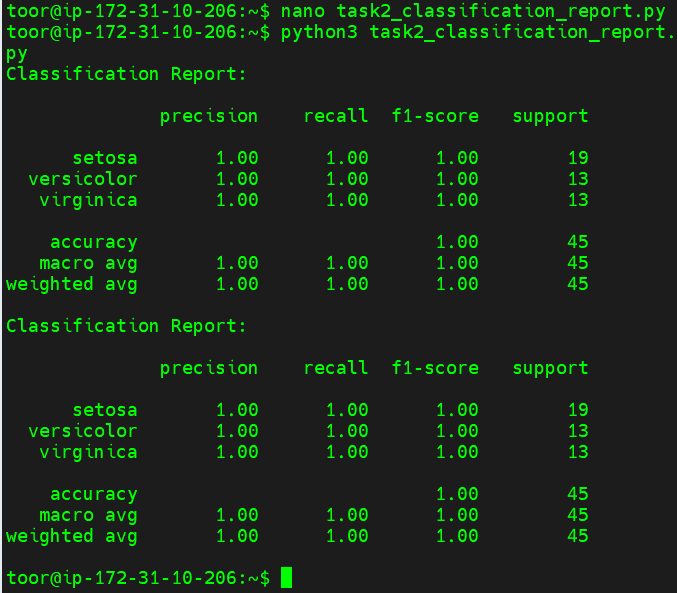 toor@ip-172-31-10-206:~$ nano task2_classification_report.py
toor@ip-172-31-10-206:~$ python3 task2_classification_report.
py
Classification Report:
              precision    recall  f1-score   support
      setosa       1.00      1.00      1.00        19
  versicolor       1.00      1.00      1.00        13
   virginica       1.00      1.00      1.00        13
    accuracy                           1.00        45
   macro avg       1.00      1.00      1.00        45
weighted avg       1.00      1.00      1.00        45
Classification Report:
              precision    recall  f1-score   support
      setosa       1.00      1.00      1.00        19
  versicolor       1.00      1.00      1.00        13
   virginica       1.00      1.00      1.00        13
    accuracy                           1.00        45
   macro avg       1.00      1.00      1.00        45
weighted avg       1.00      1.00      1.00        45
toor@ip-172-31-10-206:~$